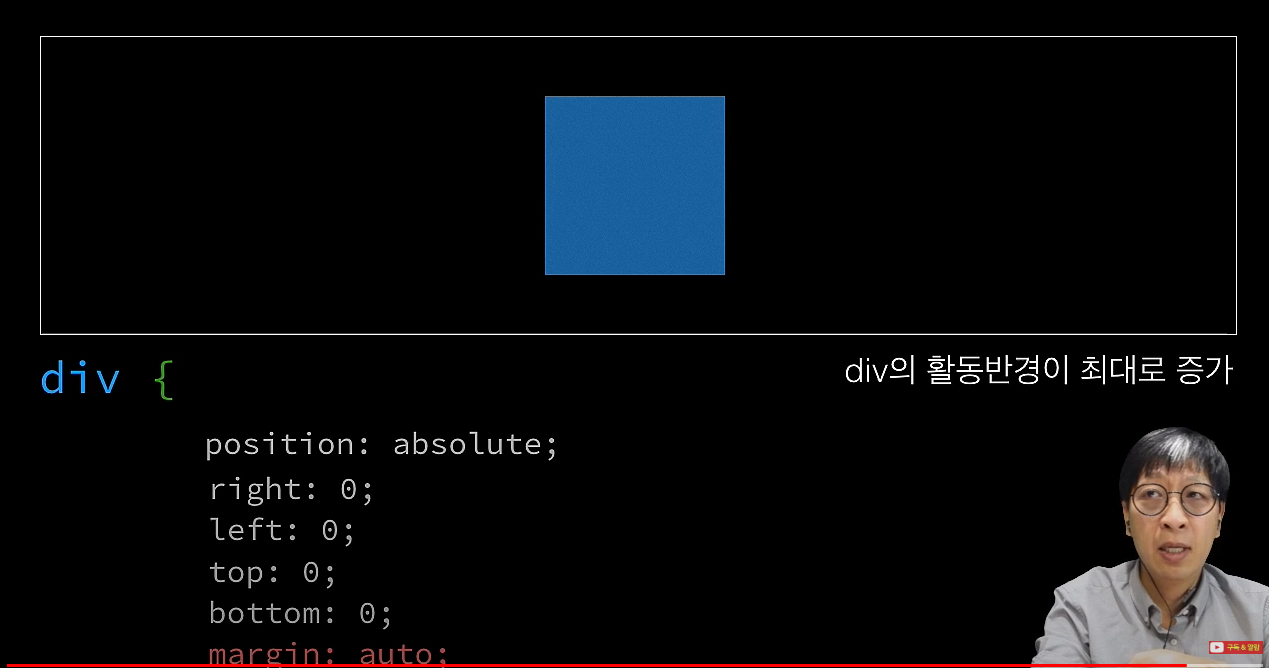 div의 활동반경이 최대로 증가
div {
position: absolute;
right: 0;
left: 0;
top: 0;
bottom: 0;
margin: auto;
구독 & 알람